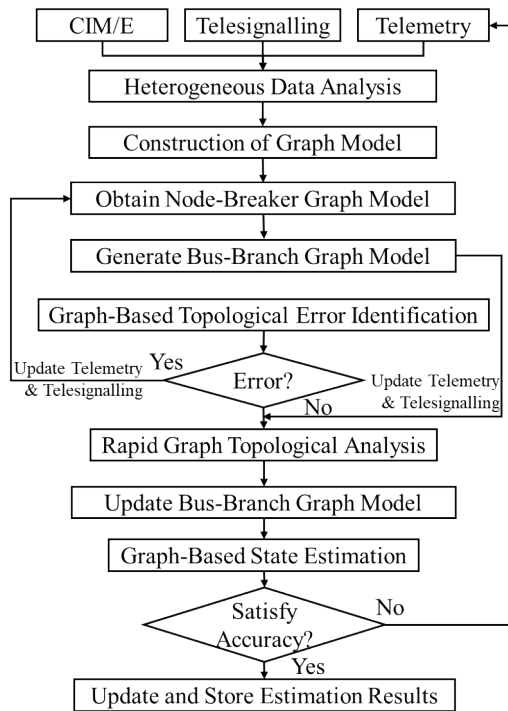 CIM/E
Telesignalling
Telemetry
Heterogeneous Data Analysis
Construction of Graph Model
Obtain Node-Breaker Graph Model
Generate Bus-Branch Graph Model
Graph-Based Topological Error Identification
Yes
Update Telemetry
& Telesignalling
Error?
Update Telemetry
& Telesignalling
No
Rapid Graph Topological Analysis
Update Bus-Branch Graph Model
Graph-Based State Estimation
Satisfy
Accuracy?
No
Yes
Update and Store Estimation Results